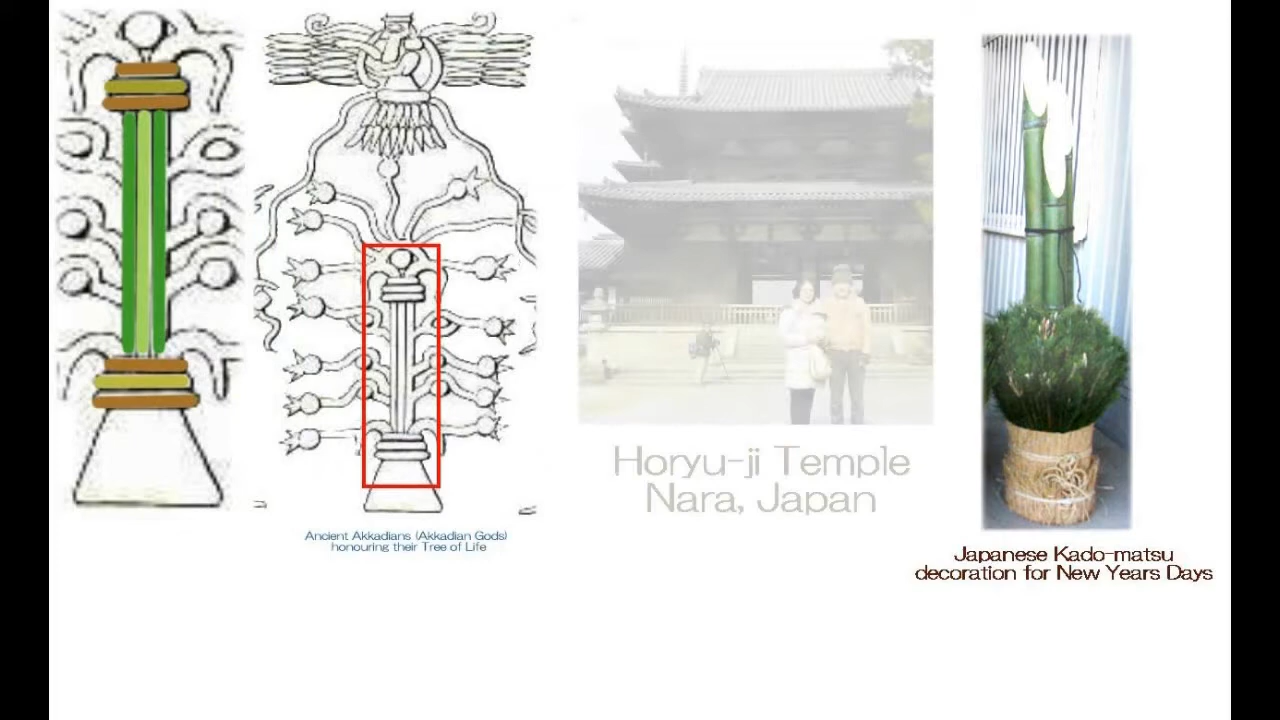 Ancient Akkadians (Akkadian Gods)
honouring their Tree of Life
Horyu-ji Temple
Nara, Japan
Japanese Kado-matsu
decoration for New Years Days